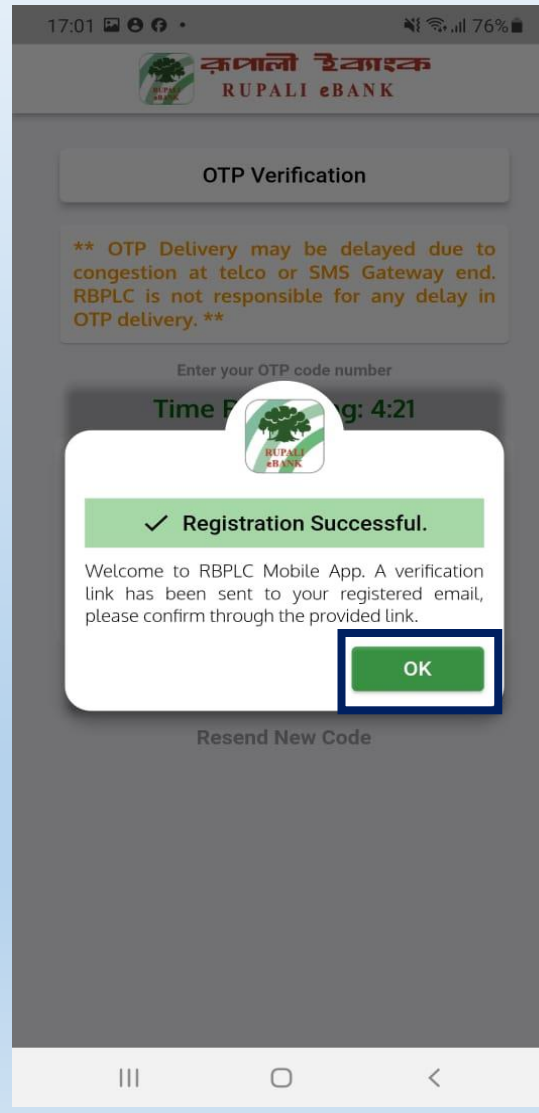 17:01 76%
রূপালী ইব্যাংক
RUPALI eBANK
OTP Verification
** OTP Delivery may be delayed due to
congestion at telco or SMS Gateway end.
RBPLC is not responsible for any delay in
OTP delivery. **
Enter your OTP code number
Time g: 4:21
RUPALI
eBANK
✓ Registration Successful.
Welcome to RBPLC Mobile App. A verification
link has been sent to your registered email,
please confirm through the provided link.
OK
Resend New Code